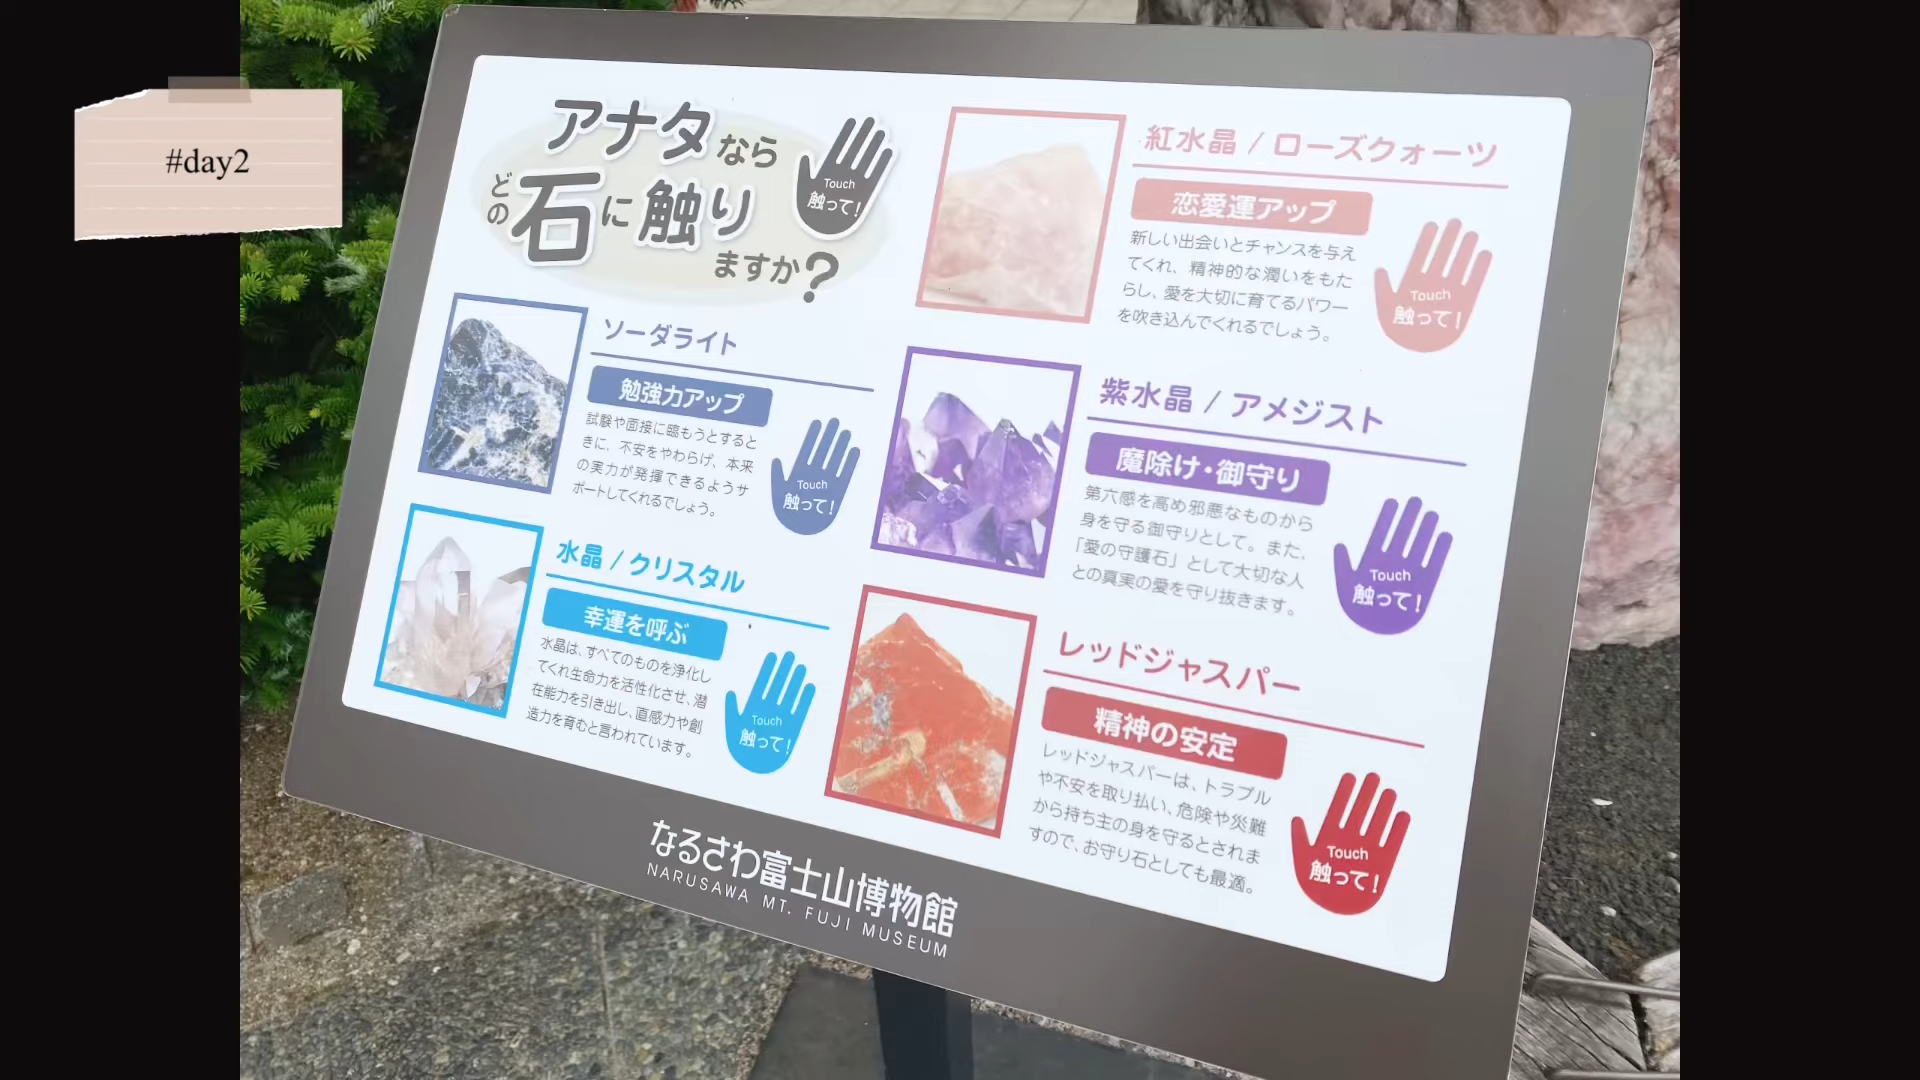 #day2
アナタなら
どの石に触り
ますか?
Touch
触って!
ソーダライト
勉強力アップ
試験や面接に臨もうとすると
きに、不安をやわらげ、本来
の実力が発揮できるようサ
ポートしてくれるでしょう。
Touch
触って!
水晶 / クリスタル
幸運を呼ぶ
水晶は、すべてのものを浄化し
てくれ生命力を活性化させ、潜
在能力を引き出し、直感力や創
造力を育むと言われています。
Touch
触って!
紅水晶 / ローズクォーツ
恋愛運アップ
新しい出会いとチャンスを与え
てくれ、精神的な潤いをもた
らし、愛を大切に育てるパワー
を吹き込んでくれるでしょう。
Touch
触って!
紫水晶 / アメジスト
魔除け・御守り
第六感を高め邪悪なものから
身を守る御守りとして。また、
「愛の守護石」として大切な人
との真実の愛を守り抜きます。
Touch
触って!
レッドジャスパー
精神の安定
レッドジャスパーは、トラブル
や不安を取り払い、危険や災難
から持ち主の身を守るとされま
すので、お守り石としても最適。
Touch
触って!
なるさわ富士山博物館
NARUSAWA MT. FUJI MUSEUM